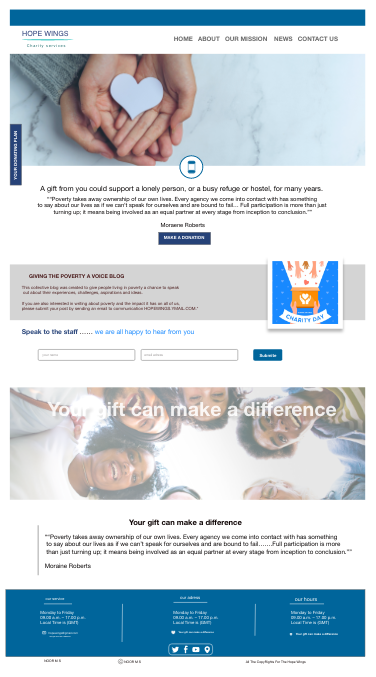 HOPE WINGS
Charity services
HOME ABOUT OUR MISSION NEWS CONTACT US
YOUR DONATING PLAN
A gift from you could support a lonely person, or a busy refuge or hostel, for many years.
"“Poverty takes away ownership of our own lives. Every agency we come into contact with has something
to say about our lives as if we can't speak for ourselves and are bound to fail… Full participation is more than just
turning up; it means being involved as an equal partner at every stage from inception to conclusion.””
Moraene Roberts
MAKE A DONATION
GIVING THE POVERTY A VOICE BLOG
This collective blog was created to give people living in poverty a chance to speak
out about their experiences, challenges, aspirations and ideas.
If you are also interested in writing about poverty and the impact it has on all of us,
please submit your post by sending an email to communication HOPEWINGS.YMAIL.COM."
CHARITY DAY
Speak to the staff …… we are all happy to hear from you
your name
email adress
Submite
Your gift can make a difference
Your gift can make a difference
"“Poverty takes away ownership of our own lives. Every agency we come into contact with has something
to say about our lives as if we can't speak for ourselves and are bound to fail……Full participation is more
than just turning up; it means being involved as an equal partner at every stage from inception to conclusion.””
Moraine Roberts
our service
our adress
our hours
Monday to Friday
09.00 a.m. – 17.00 p.m.
Local Time is (GMT)
Monday to Friday
09.00 a.m. – 17.00 p.m.
Local Time is (GMT)
Monday to Friday
09.00 a.m. – 17.00 p.m.
Local Time is (GMT)
Your gift can make a difference
Your gift can make a difference
All The Copy Rights For The Hope Wings